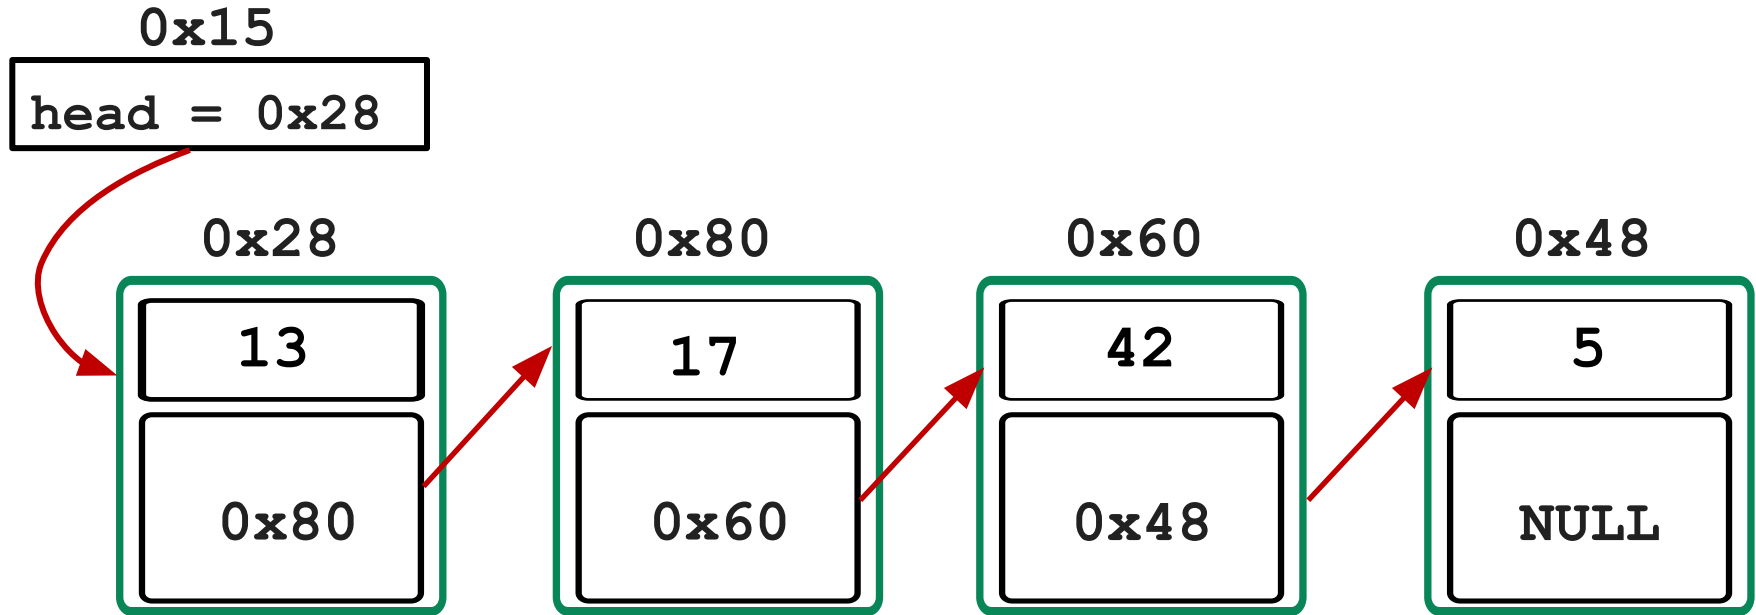 0x15
head = 0x28
0x28 0x80 0x60 0x48
13 17 42 5
0x80 0x60 0x48 NULL